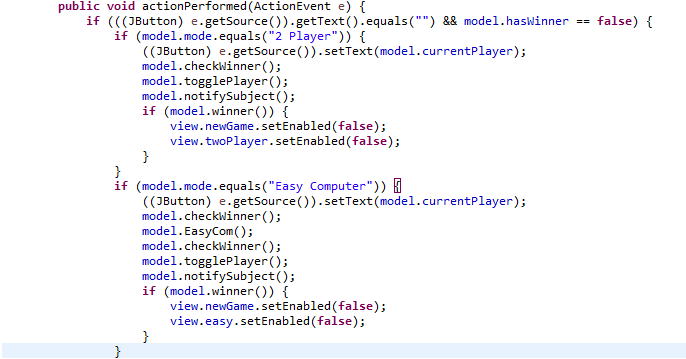 public void actionPerformed(ActionEvent e) {
if (((JButton) e.getSource()).getText().equals("") && model.hasWinner == false) {
if (model.mode.equals("2 Player")) {
((JButton) e.getSource()).setText(model.currentPlayer);
model.checkWinner();
model.togglePlayer();
model.notifySubject();
if (model.winner()) {
view.newGame.setEnabled(false);
view.twoPlayer.setEnabled(false);
}
}
if (model.mode.equals("Easy Computer")) {
((JButton) e.getSource()).setText(model.currentPlayer);
model.checkWinner();
model.EasyCom();
model.checkWinner();
model.togglePlayer();
model.notifySubject();
if (model.winner()) {
view.newGame.setEnabled(false);
view.easy.setEnabled(false);
}
}